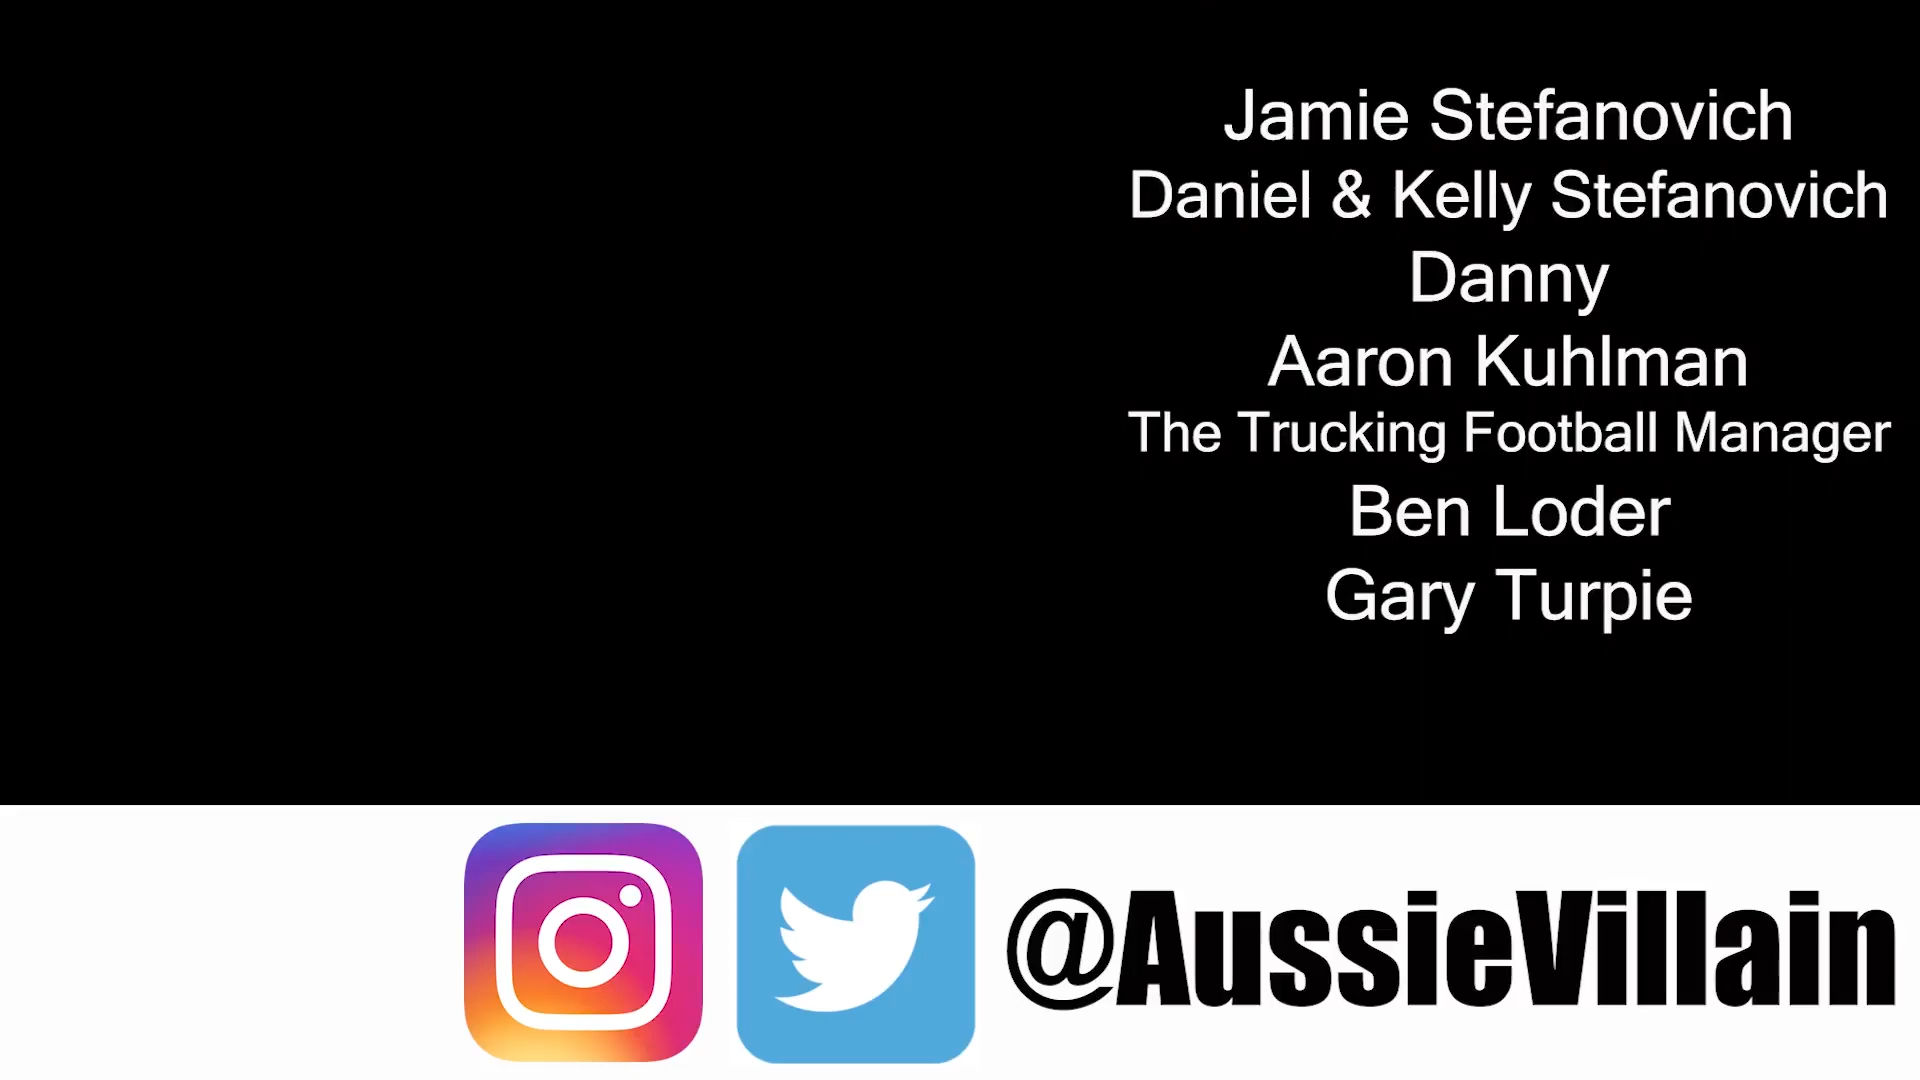 Jamie Stefanovich
Daniel & Kelly Stefanovich
Danny
Aaron Kuhlman
The Trucking Football Manager
Ben Loder
Gary Turpie
@AussieVillain